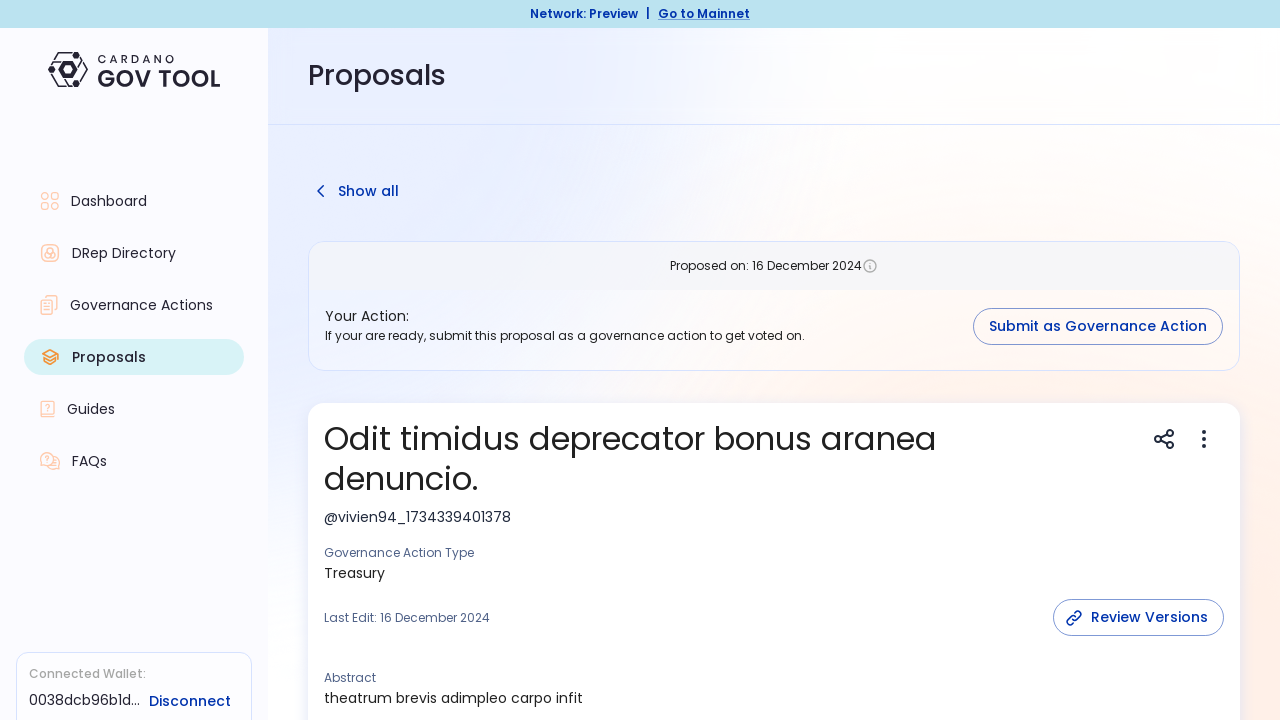 Network: Preview | Go to Mainnet
CARDANO
GOV TOOL
Proposals
Dashboard
DRep Directory
Governance Actions
Proposals
Guides
FAQs
Connected Wallet:
0038dcb96b1d... Disconnect
Show all
Proposed on: 16 December 2024
Your Action:
If your are ready, submit this proposal as a governance action to get voted on.
Submit as Governance Action
Odit timidus deprecator bonus aranea
denuncio.
@vivien94_1734339401378
Governance Action Type
Treasury
Last Edit: 16 December 2024
Review Versions
Abstract
theatrum brevis adimpleo carpo infit